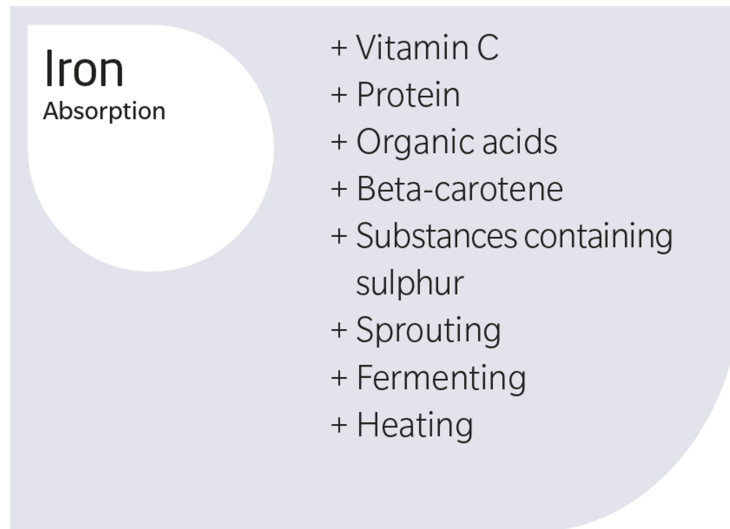 Iron
Absorption
+ Vitamin C
+ Protein
+ Organic acids
+ Beta-carotene
+ Substances containing
sulphur
+ Sprouting
+ Fermenting
+ Heating